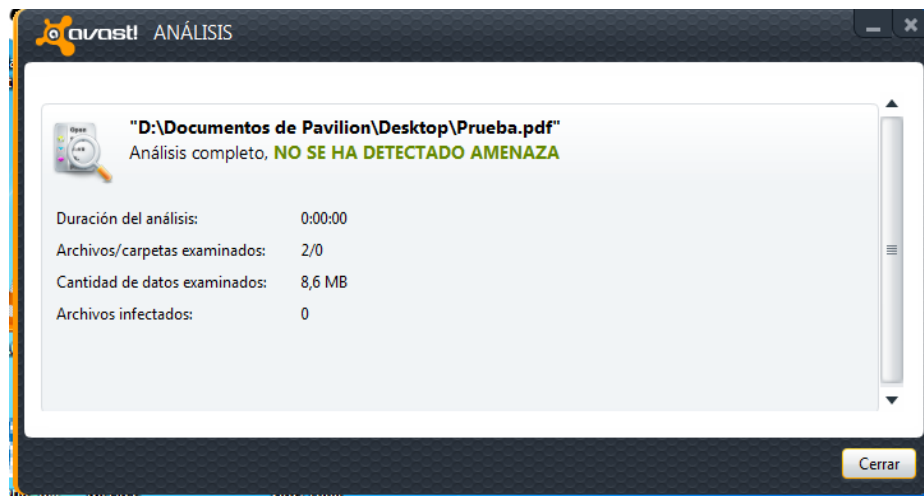 avast! ANÁLISIS
"D:\Documentos de Pavilion\Desktop\Prueba.pdf"
Análisis completo, NO SE HA DETECTADO AMENAZA
Duración del análisis: 0:00:00
Archivos/carpetas examinados: 2/0
Cantidad de datos examinados: 8,6 MB
Archivos infectados: 0
Cerrar